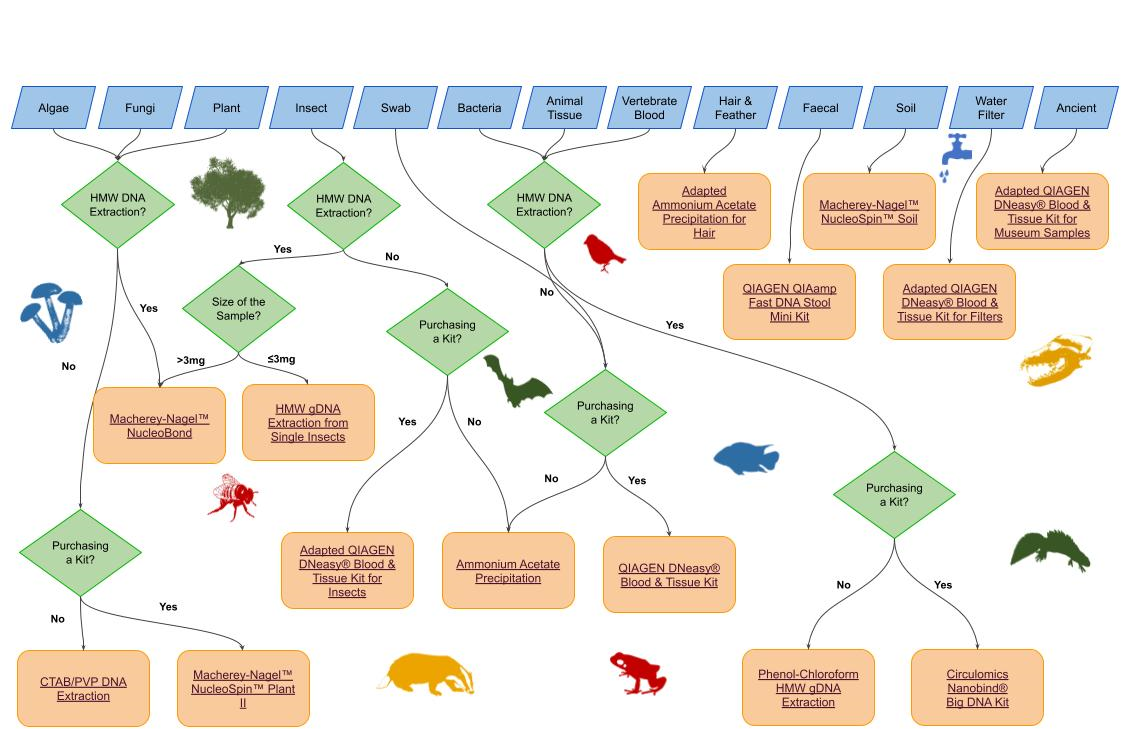 Algae
Fungi
Plant
Insect
Swab
Bacteria
Animal
Tissue
Vertebrate
Blood
Hair &
Feather
Faecal
Soil
Water
Filter
Ancient
HMW DNA
Extraction?
HMW DNA
Extraction?
HMW DNA
Extraction?
Adapted
Ammonium Acetate
Precipitation for
Hair
Macherey-Nagel™
NucleoSpin™ Soil
Adapted QIAGEN
DNeasy® Blood &
Tissue Kit for
Museum Samples
Yes
No
Size of the
Sample?
Yes
No
Purchasing
a Kit?
No
Yes
QIAGEN QIAamp
Fast DNA Stool
Mini Kit
Adapted QIAGEN
DNeasy® Blood &
Tissue Kit for Filters
>3mg
≤3mg
Macherey-Nagel™
NucleoBond
HMW gDNA
Extraction from
Single Insects
Yes
No
Purchasing
a Kit?
No
Yes
Purchasing
a Kit?
Purchasing
a Kit?
Adapted QIAGEN
DNeasy® Blood &
Tissue Kit for
Insects
Ammonium Acetate
Precipitation
QIAGEN DNeasy®
Blood & Tissue Kit
No
Yes
No
Yes
CTAB/PVP DNA
Extraction
Macherey-Nagel™
NucleoSpin™ Plant
II
Phenol-Chloroform
HMW gDNA
Extraction
Circulomics
Nanobind®
Big DNA Kit